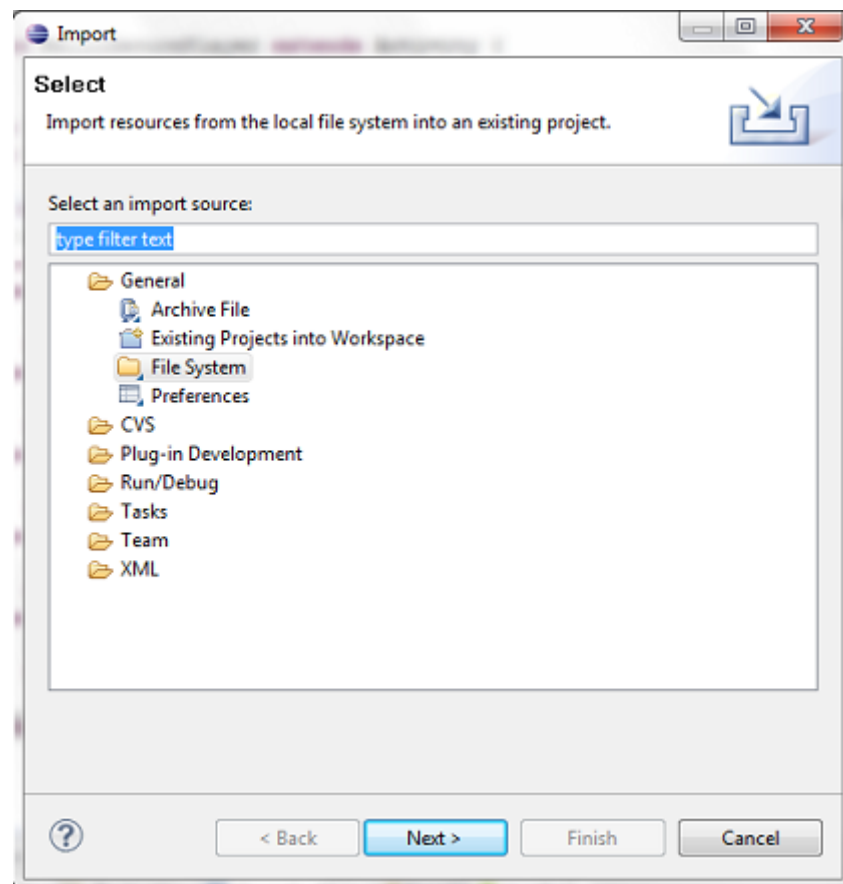 Import
Select
Import resources from the local file system into an existing project.
Select an import source:
type filter text
General
Archive File
Existing Projects into Workspace
File System
Preferences
CVS
Plug-in Development
Run/Debug
Tasks
Team
XML
?
< Back Next > Finish Cancel